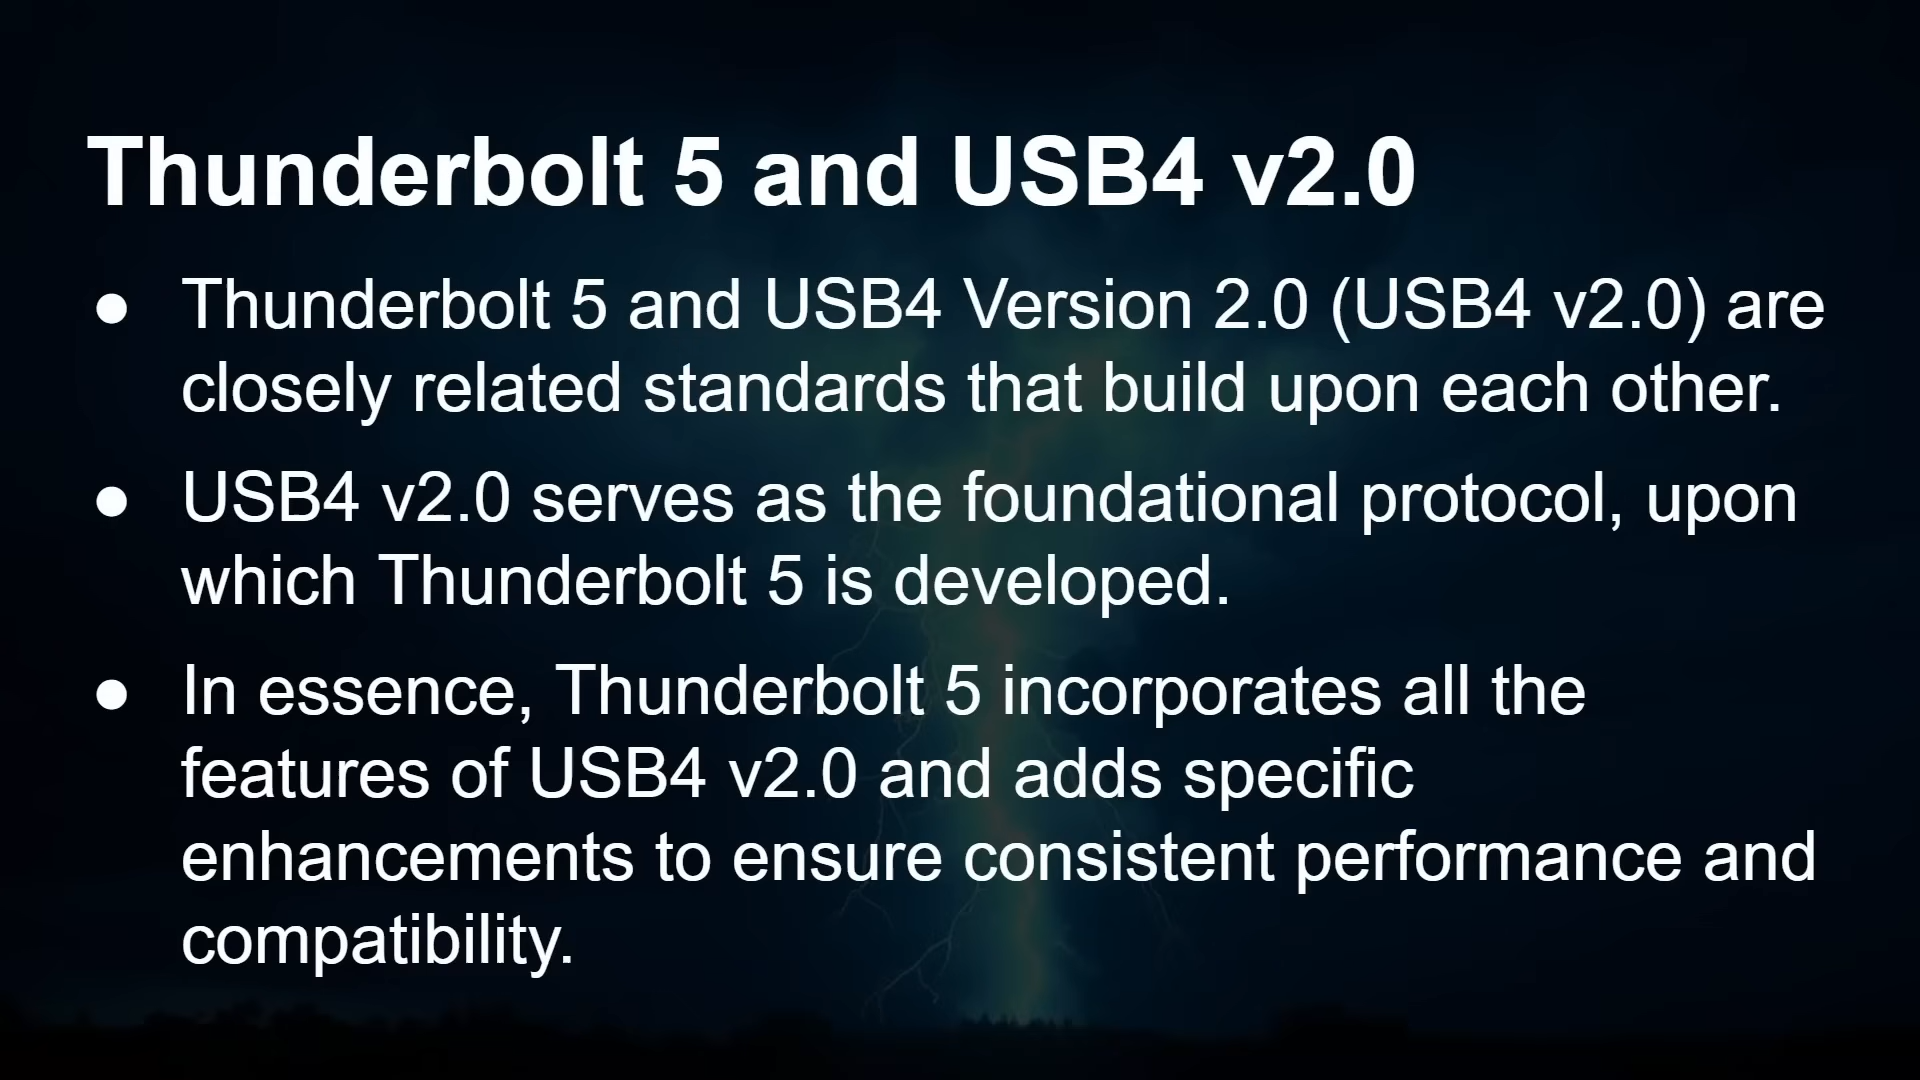 Thunderbolt 5 and USB4 v2.0
● Thunderbolt 5 and USB4 Version 2.0 (USB4 v2.0) are
closely related standards that build upon each other.
● USB4 v2.0 serves as the foundational protocol, upon
which Thunderbolt 5 is developed.
● In essence, Thunderbolt 5 incorporates all the
features of USB4 v2.0 and adds specific
enhancements to ensure consistent performance and
compatibility.